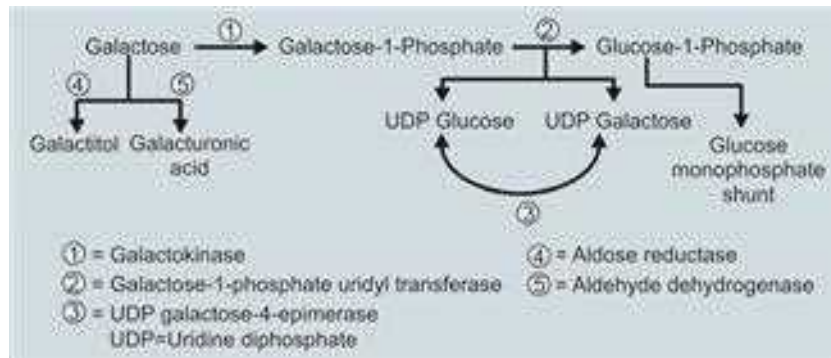 Galactose ① Galactose-1-Phosphate ② Glucose-1-Phosphate
④ ⑤
Galactitol Galacturonic acid
UDP Glucose UDP Galactose
Glucose monophosphate shunt
③
① = Galactokinase
② = Galactose-1-phosphate uridyl transferase
③ = UDP galactose-4-epimerase
UDP=Uridine diphosphate
④ = Aldose reductase
⑤ = Aldehyde dehydrogenase